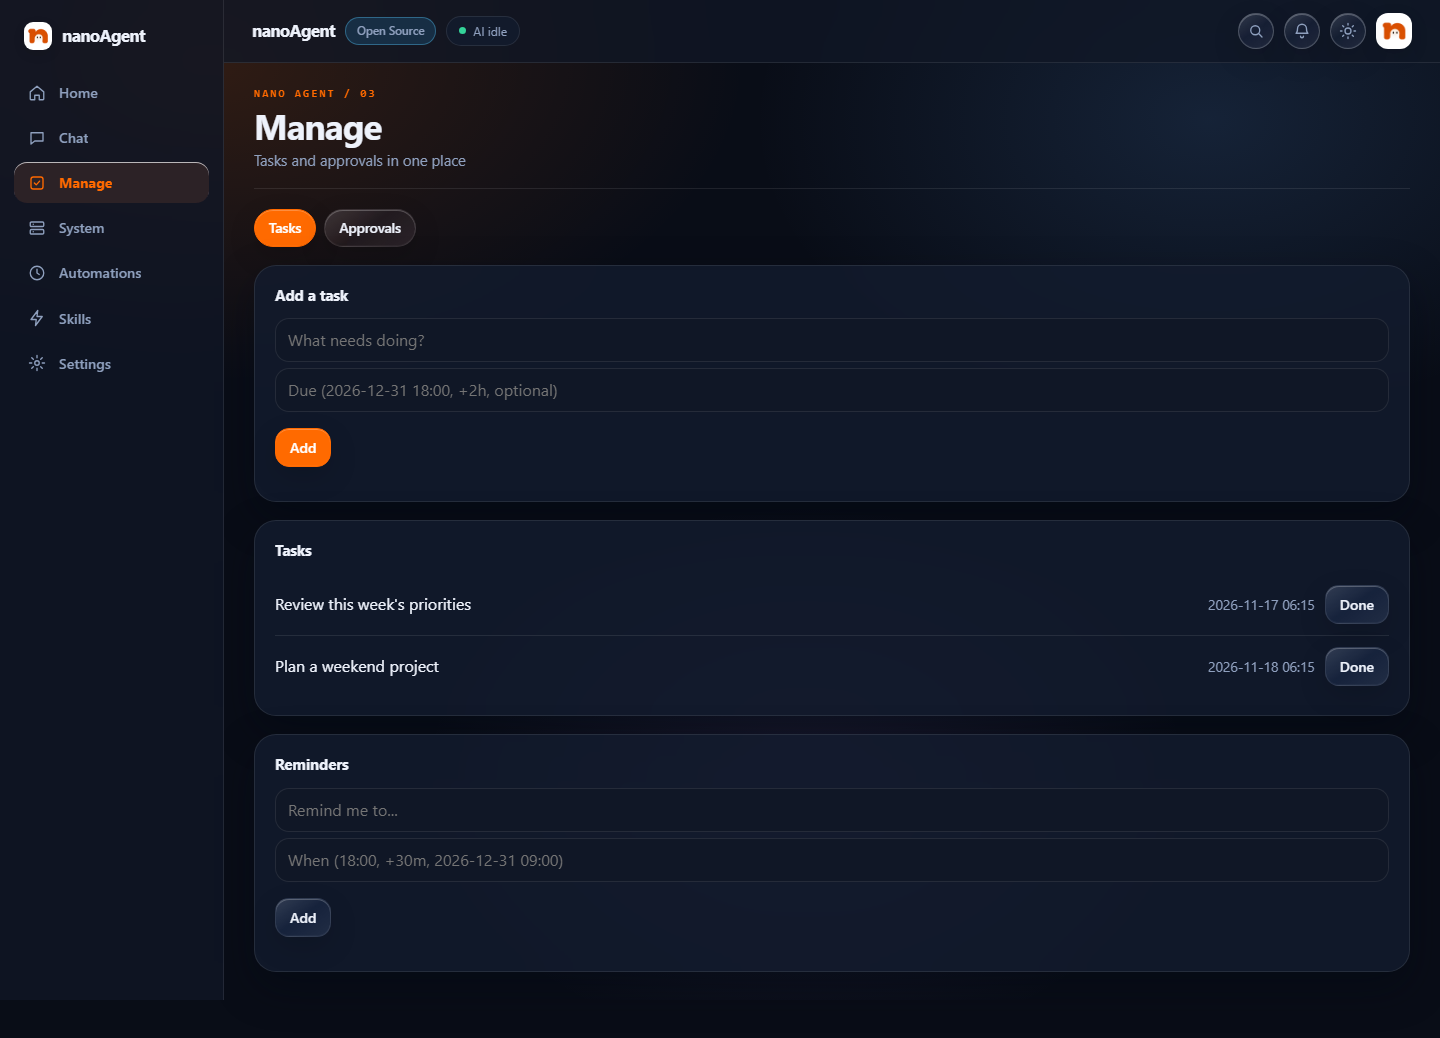 nanoAgent
Home
Chat
Manage
System
Automations
Skills
Settings
nanoAgent
Open Source
AI idle
NANO AGENT / 03
Manage
Tasks and approvals in one place
Tasks
Approvals
Add a task
What needs doing?
Due (2026-12-31 18:00, +2h, optional)
Add
Tasks
Review this week's priorities
2026-11-17 06:15
Done
Plan a weekend project
2026-11-18 06:15
Done
Reminders
Remind me to...
When (18:00, +30m, 2026-12-31 09:00)
Add